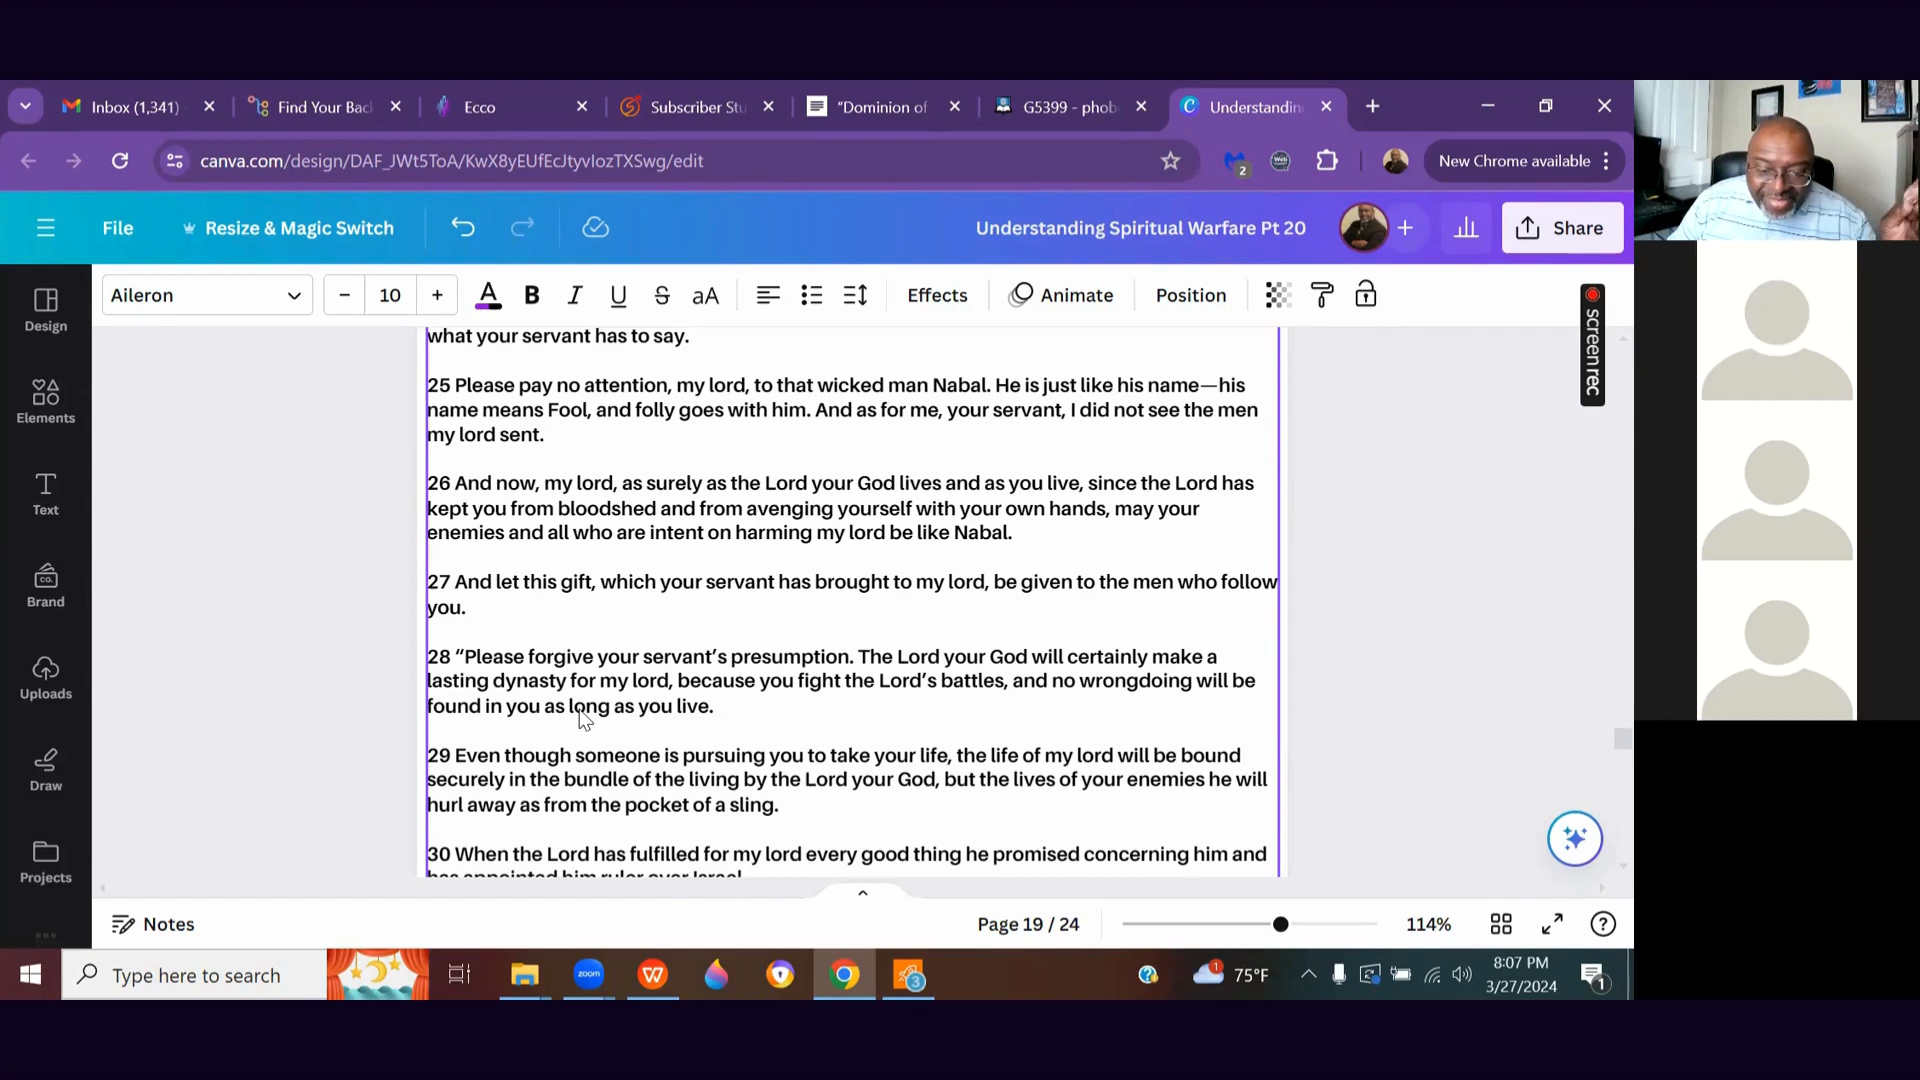 Inbox (1,341)
Find Your Bac
Ecco
Subscriber Stu
"Dominion of
G5399 - phob
Understandin
canva.com/design/DAF_JWt5ToA/KwX8yEUfEcJtyvIozTXSwg/edit
2
New Chrome available
File
Resize & Magic Switch
Understanding Spiritual Warfare Pt 20
Share
Aileron
10
A
B
I
U
S
aA
Effects
Animate
Position
screenrec
Design
Elements
Text
Brand
Uploads
Draw
Projects
what your servant has to say.
25 Please pay no attention, my lord, to that wicked man Nabal. He is just like his name—his
name means Fool, and folly goes with him. And as for me, your servant, I did not see the men
my lord sent.
26 And now, my lord, as surely as the Lord your God lives and as you live, since the Lord has
kept you from bloodshed and from avenging yourself with your own hands, may your
enemies and all who are intent on harming my lord be like Nabal.
27 And let this gift, which your servant has brought to my lord, be given to the men who follow
you.
28 “Please forgive your servant’s presumption. The Lord your God will certainly make a
lasting dynasty for my lord, because you fight the Lord’s battles, and no wrongdoing will be
found in you as long as you live.
29 Even though someone is pursuing you to take your life, the life of my lord will be bound
securely in the bundle of the living by the Lord your God, but the lives of your enemies he will
hurl away as from the pocket of a sling.
30 When the Lord has fulfilled for my lord every good thing he promised concerning him and
has appointed him ruler over Israel,
Notes
Page 19 / 24
114%
Type here to search
zoom
3
1
75°F
8:07 PM
3/27/2024
1